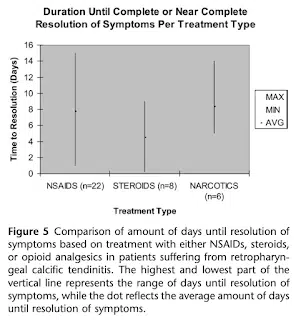 Duration Until Complete or Near Complete
Resolution of Symptoms Per Treatment Type
Time to Resolution (Days)
16
14
12
10
8
6
4
2
0
NSAIDS (n=22) STEROIDS (n=8) NARCOTICS
(n=6)
Treatment Type
MAX
MIN
AVG
Figure 5 Comparison of amount of days until resolution of
symptoms based on treatment with either NSAIDs, steroids,
or opioid analgesics in patients suffering from retropharyn-
geal calcific tendinitis. The highest and lowest part of the
vertical line represents the range of days until resolution of
symptoms, while the dot reflects the average amount of days
until resolution of symptoms.